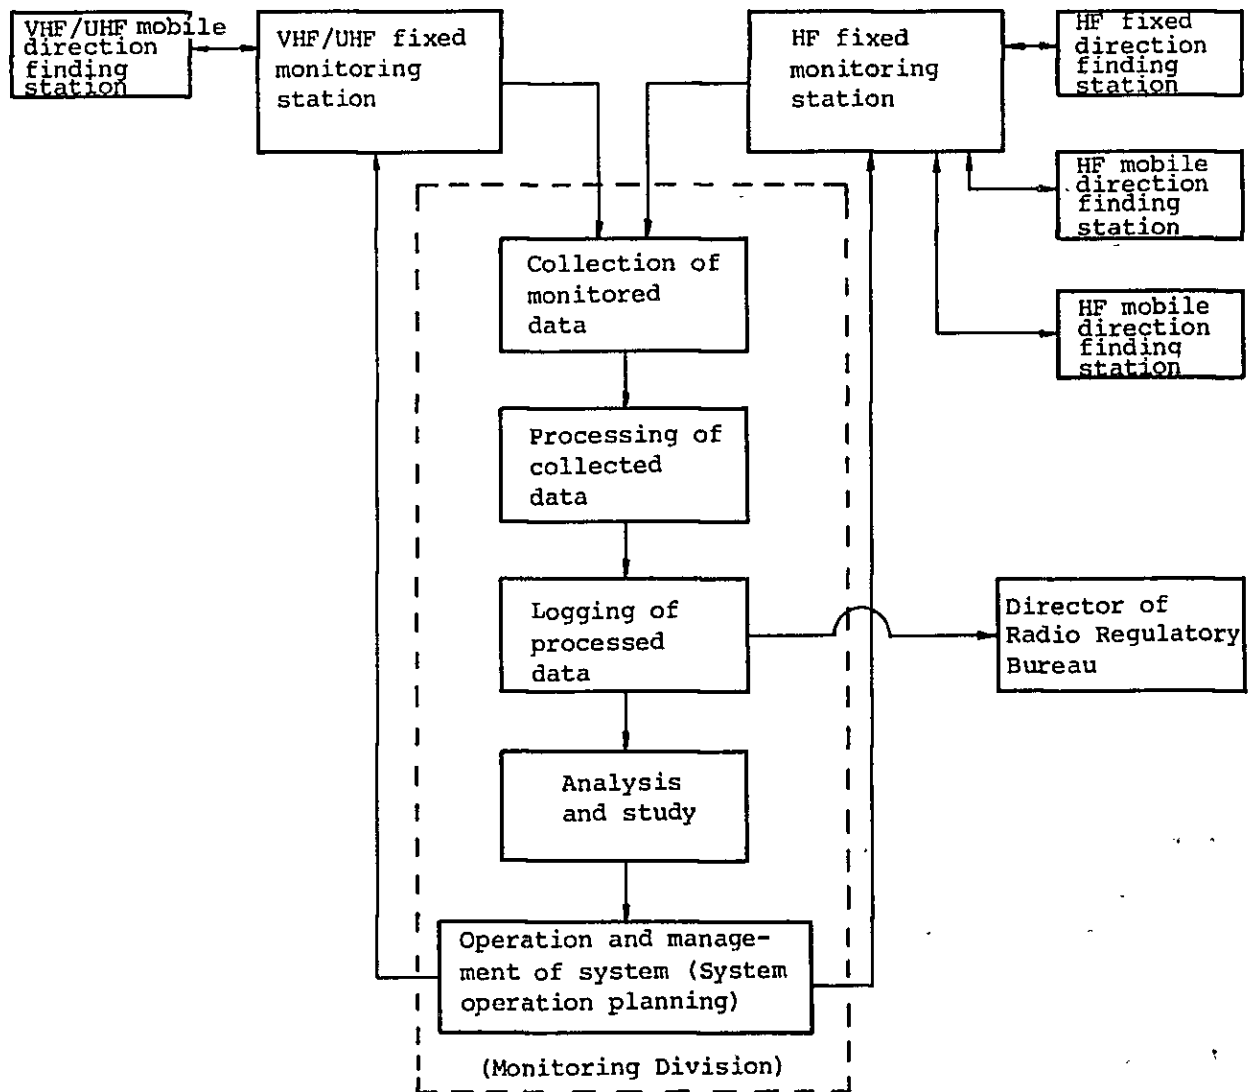 VHF/UHF mobile
direction
finding
station
VHF/UHF fixed
monitoring
station
HF fixed
monitoring
station
HF fixed
direction
finding
station
HF mobile
direction
finding
station
HF mobile
direction
finding
station
Collection of
monitored
data
Processing of
collected
data
Logging of
processed
data
Director of
Radio Regulatory
Bureau
Analysis
and study
Operation and manage-
ment of system (System
operation planning)
(Monitoring Division)